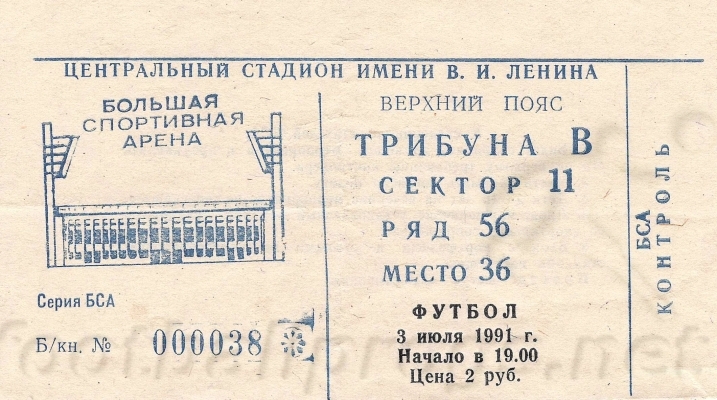 ЦЕНТРАЛЬНЫЙ СТАДИОН ИМЕНИ В. И. ЛЕНИНА
БОЛЬШАЯ
СПОРТИВНАЯ
АРЕНА
Серия БСА
Б/кн. № 000038
ВЕРХНИЙ ПОЯС
ТРИБУНА В
СЕКТОР 11
РЯД 56
МЕСТО 36
ФУТБОЛ
3 июля 1991 г.
Начало в 19.00
Цена 2 руб.
БСА
КОНТРОЛЬ